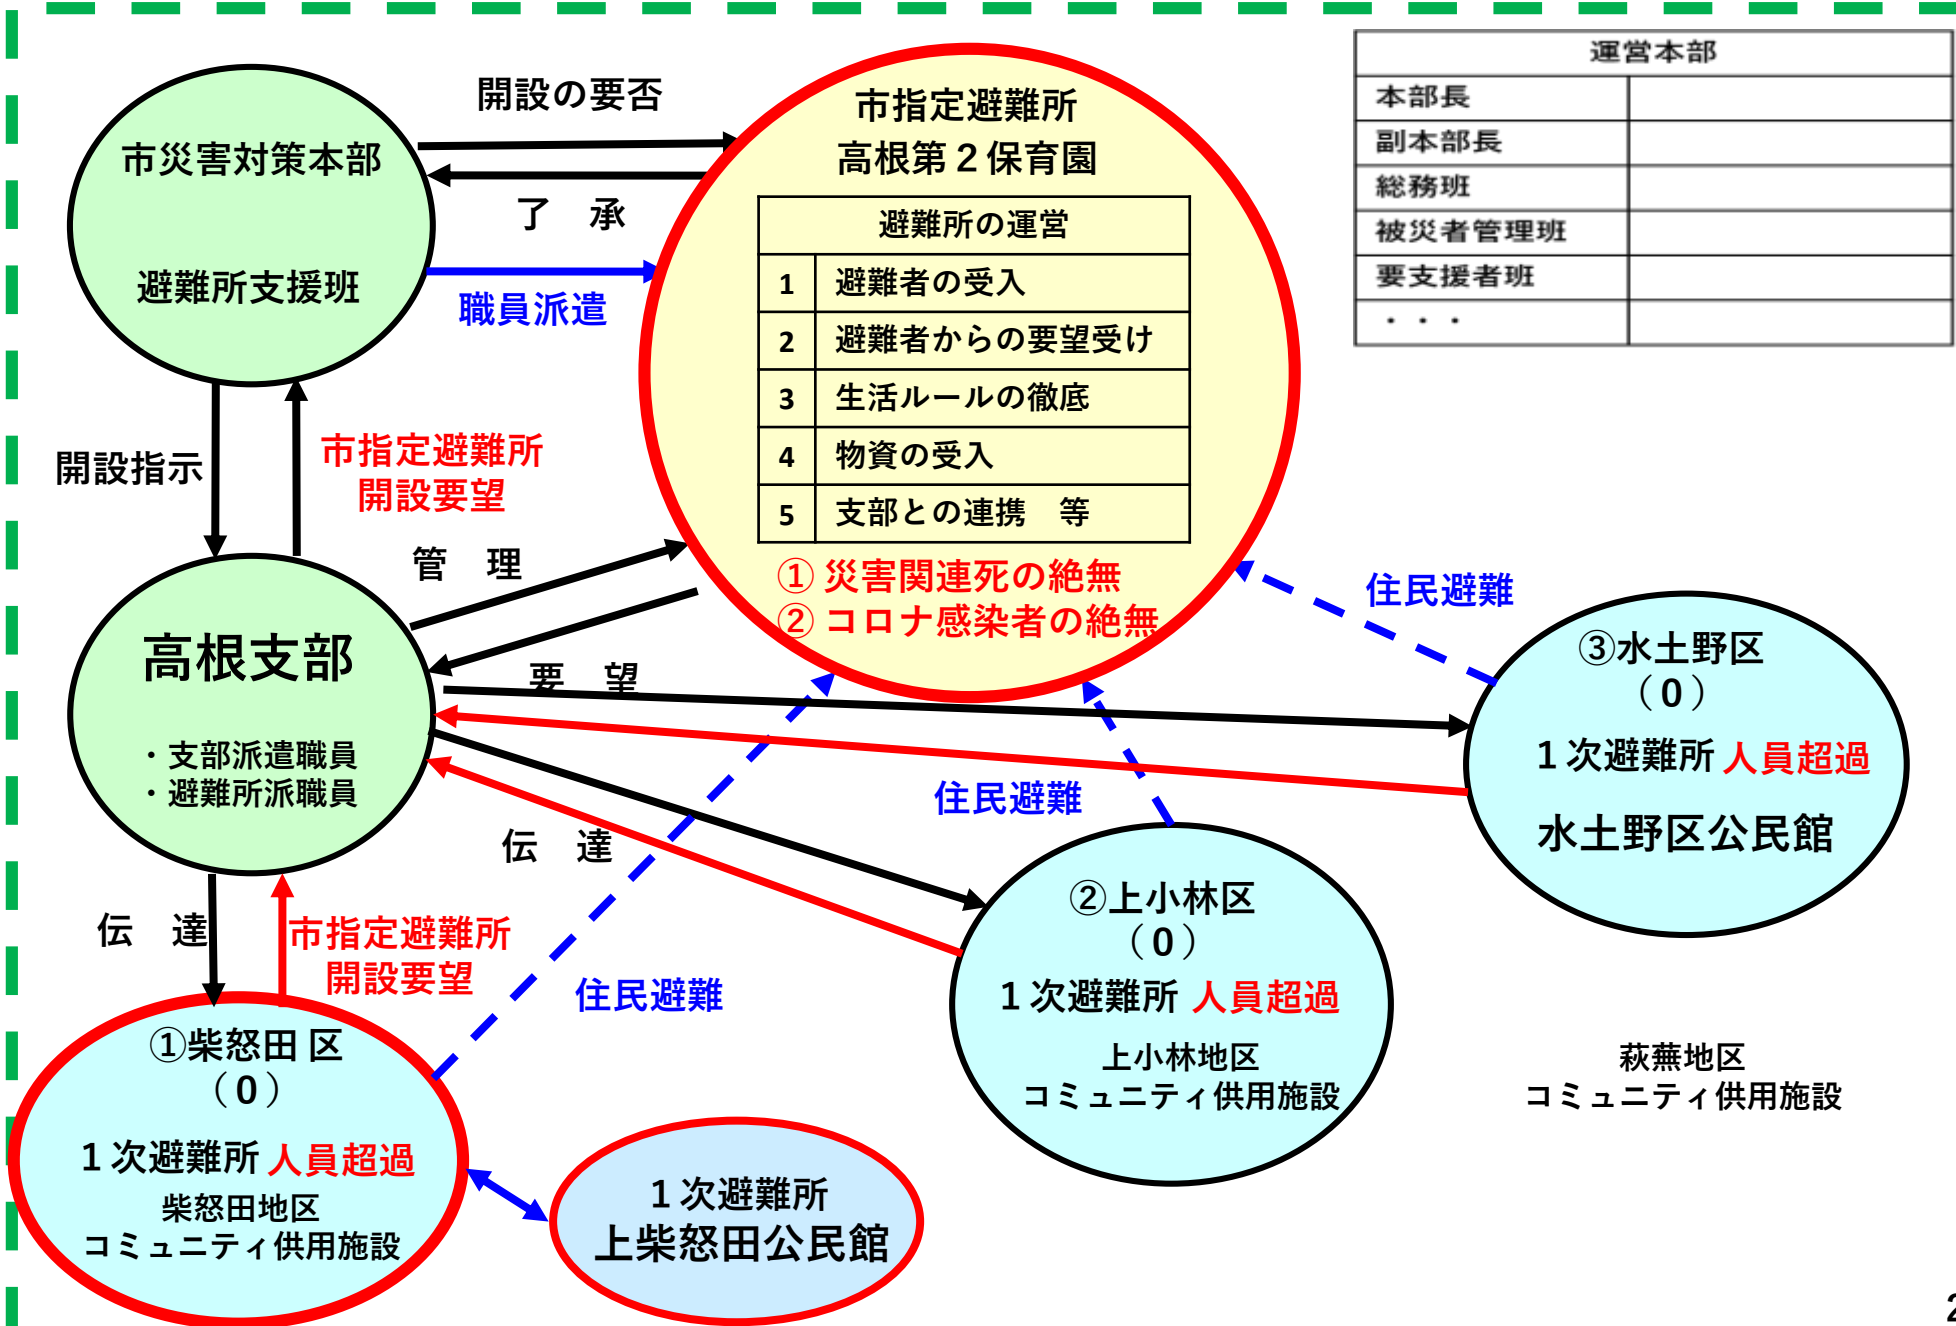 開設の要否
了　承
職員派遣
市災害対策本部
避難所支援班
市指定避難所
高根第２保育園
避難所の運営
1 避難者の受入
2 避難者からの要望受け
3 生活ルールの徹底
4 物資の受入
5 支部との連携　等
① 災害関連死の絶無
② コロナ感染者の絶無
運営本部
本部長
副本部長
総務班
被災者管理班
要支援者班
・・・
開設指示
市指定避難所
開設要望
管　理
要　望
高根支部
・支部派遣職員
・避難所派職員
住民避難
③水土野区
（０）
１次避難所 人員超過
水土野区公民館
住民避難
伝　達
②上小林区
（０）
１次避難所 人員超過
上小林地区
コミュニティ供用施設
萩蕪地区
コミュニティ供用施設
伝　達
市指定避難所
開設要望
住民避難
①柴怒田 区
（０）
１次避難所 人員超過
柴怒田地区
コミュニティ供用施設
１次避難所
上柴怒田公民館
2